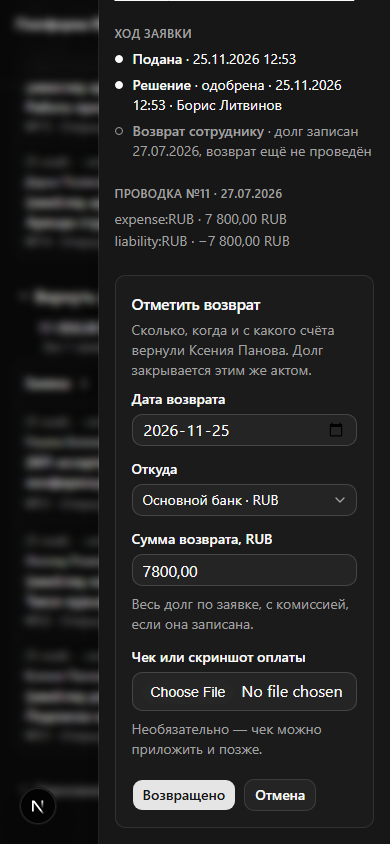 ХОД ЗАЯВКИ
Подана · 25.11.2026 12:53
Решение · одобрена · 25.11.2026
12:53 · Борис Литвинов
Возврат сотруднику · долг записан
27.07.2026, возврат ещё не проведён
ПРОВОДКА №11 · 27.07.2026
expense:RUB · 7 800,00 RUB
liability:RUB · −7 800,00 RUB
Отметить возврат
Сколько, когда и с какого счёта
вернули Ксения Панова. Долг
закрывается этим же актом.
Дата возврата
2026-11-25
Откуда
Основной банк · RUB
Сумма возврата, RUB
7800,00
Весь долг по заявке, с комиссией,
если она записана.
Чек или скриншот оплаты
Choose File No file chosen
Необязательно — чек можно
приложить и позже.
Возвращено Отмена
N